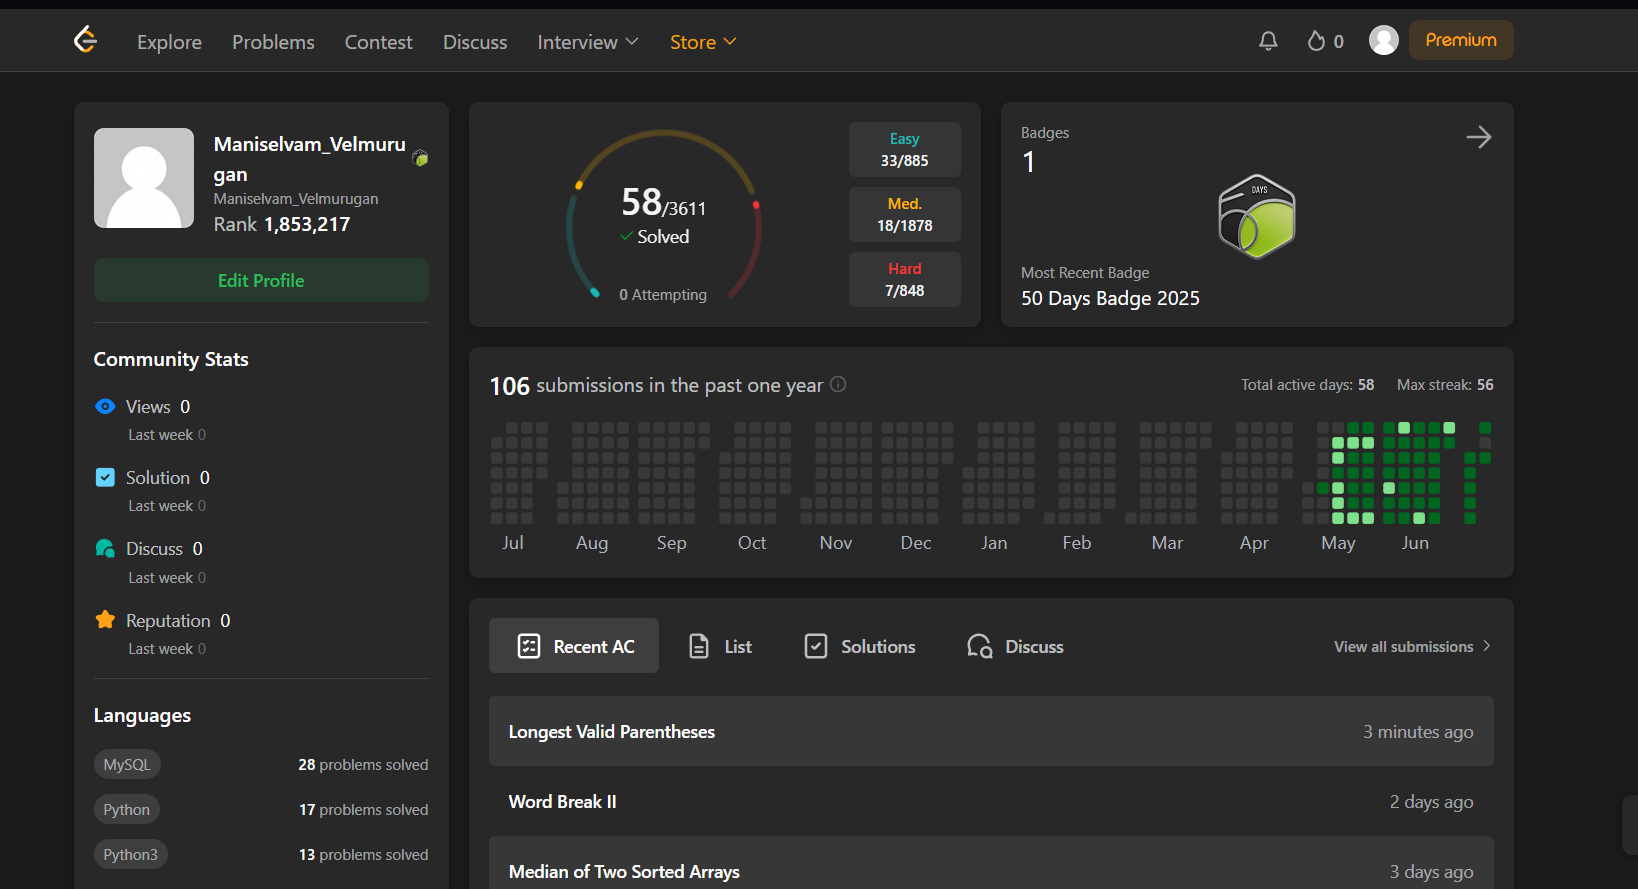 Explore Problems Contest Discuss Interview Store 0 Premium
Maniselvam_Velmuru
gan
Maniselvam_Velmurugan
Rank 1,853,217
Edit Profile
Community Stats
Views 0
Last week 0
Solution 0
Last week 0
Discuss 0
Last week 0
Reputation 0
Last week 0
Languages
MySQL 28 problems solved
Python 17 problems solved
Python3 13 problems solved
58/3611
Solved
0 Attempting
Easy
33/885
Med.
18/1878
Hard
7/848
Badges
1
DAYS
Most Recent Badge
50 Days Badge 2025
106 submissions in the past one year Total active days: 58 Max streak: 56
Jul Aug Sep Oct Nov Dec Jan Feb Mar Apr May Jun
Recent AC List Solutions Discuss View all submissions
Longest Valid Parentheses 3 minutes ago
Word Break II 2 days ago
Median of Two Sorted Arrays 3 days ago